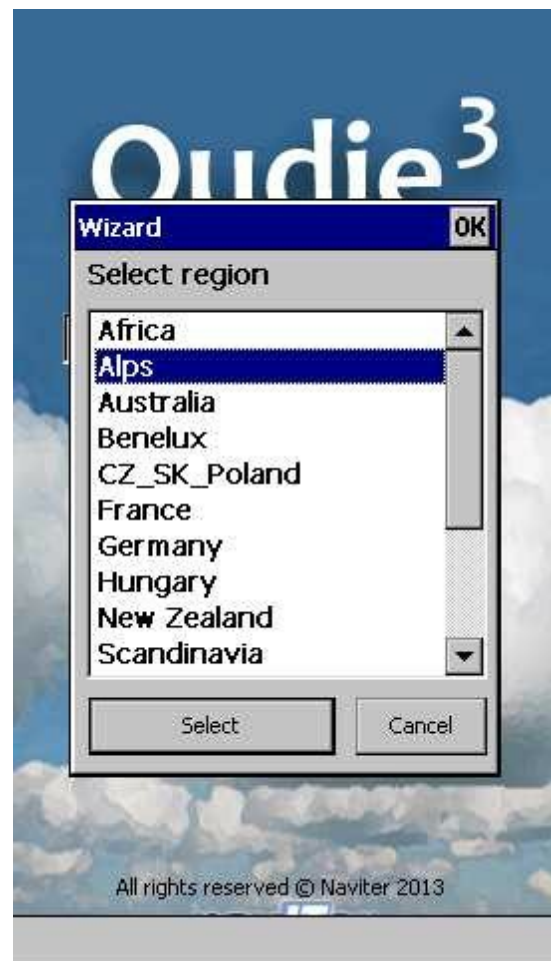 Oudie³
Wizard
OK
Select region
Africa
Alps
Australia
Benelux
CZ_SK_Poland
France
Germany
Hungary
New Zealand
Scandinavia
Select
Cancel
All rights reserved © Naviter 2013